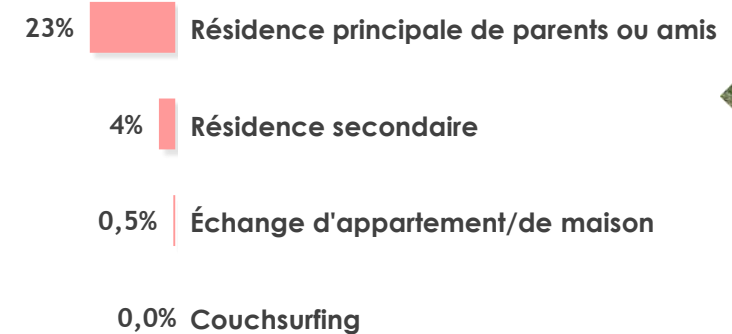 23% Résidence principale de parents ou amis
4% Résidence secondaire
0,5% Échange d'appartement/de maison
0,0% Couchsurfing